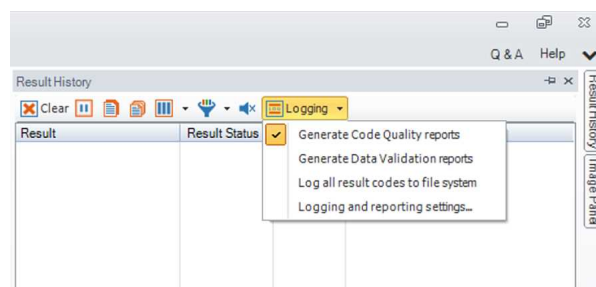 Q & A Help
Result History
Clear Logging
Result Result Status
Generate Code Quality reports
Generate Data Validation reports
Log all result codes to file system
Logging and reporting settings...
Result History
Image Pane